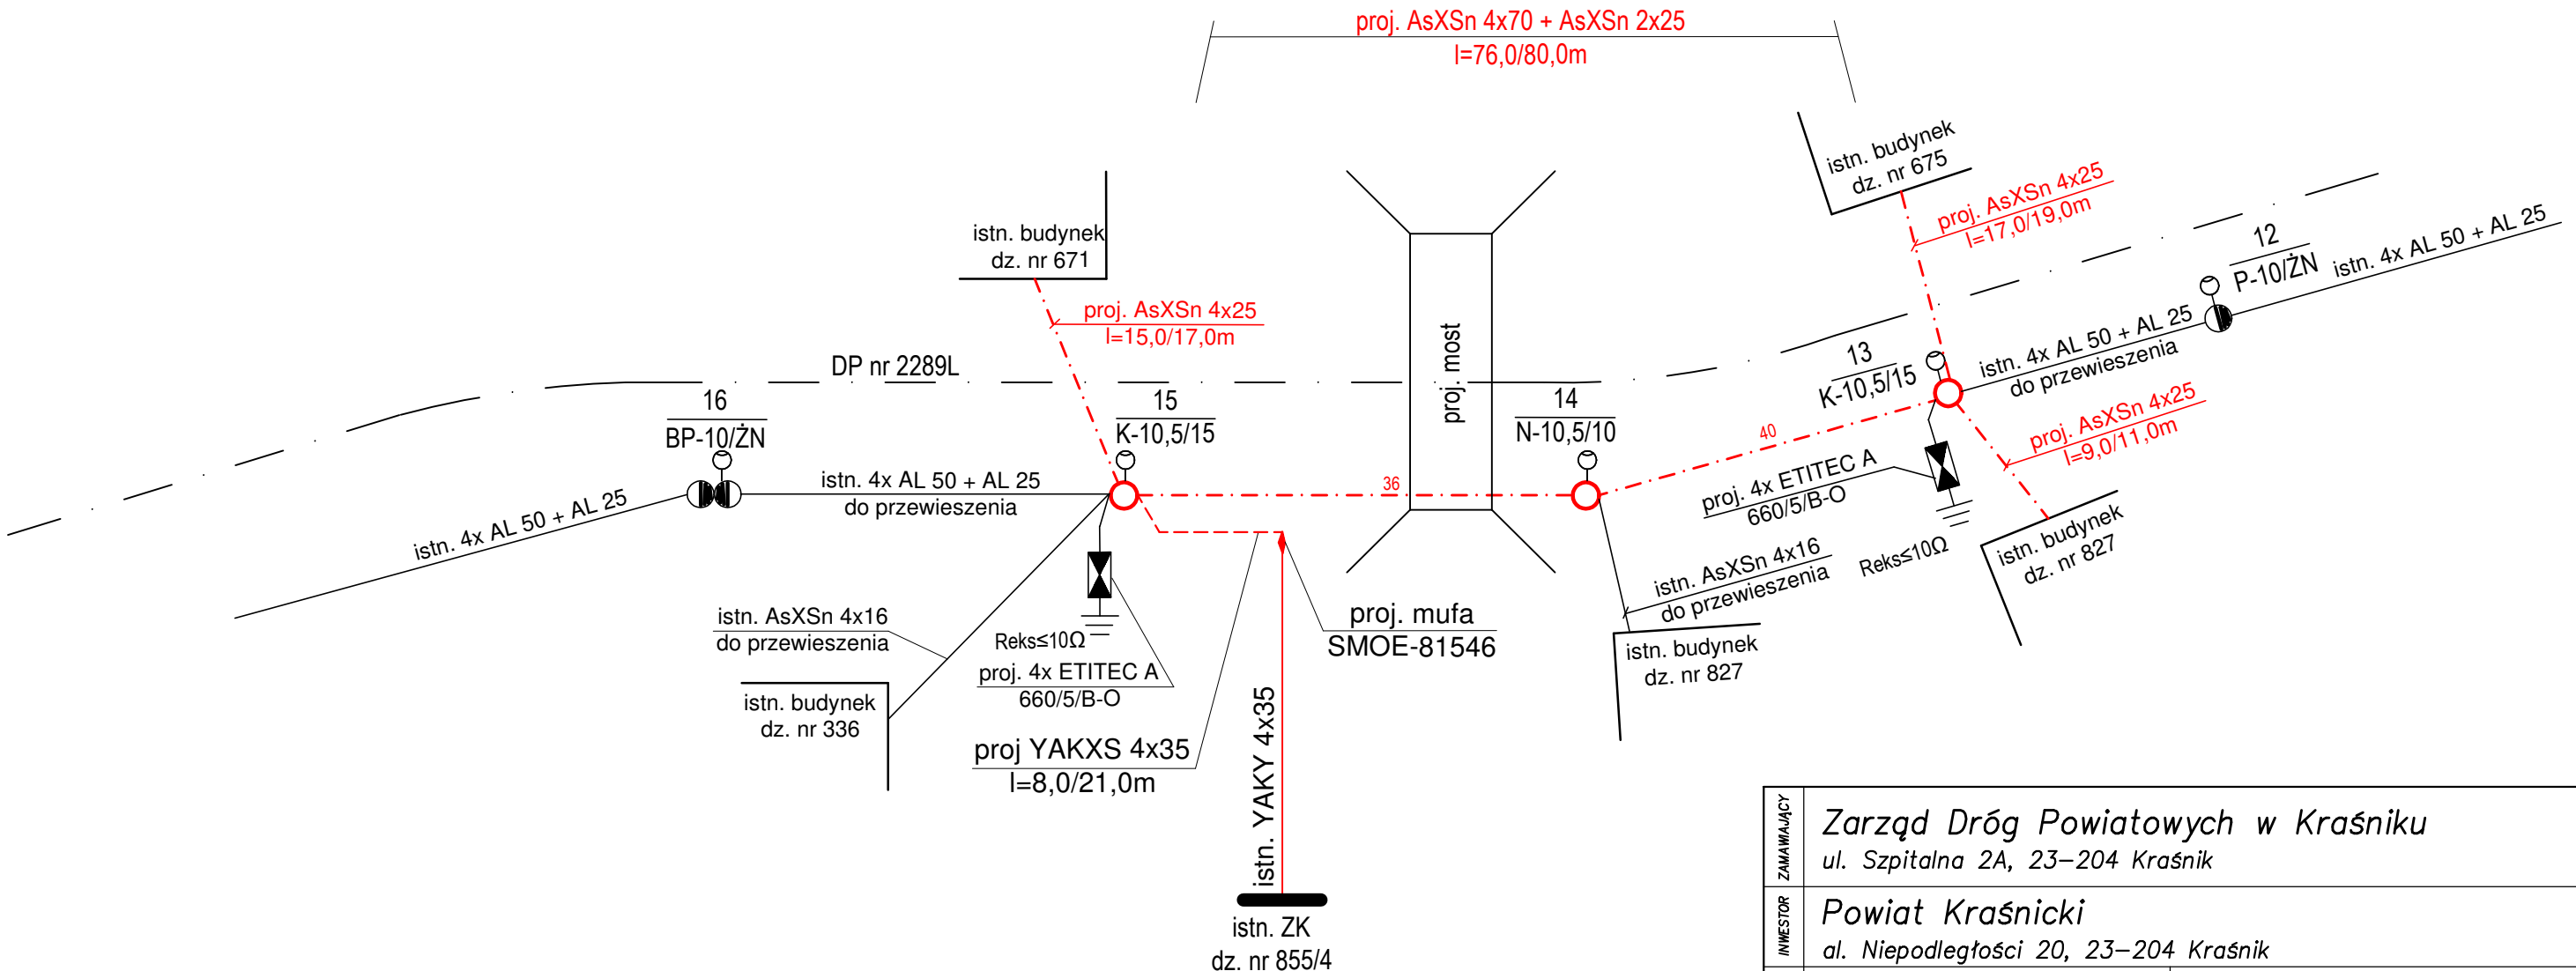 proj. AsXSn 4x70 + AsXSn 2x25
l=76,0/80,0m
istn. budynek
dz. nr 675
proj. AsXSn 4x25
l=17,0/19,0m
12
P-10/ŻN
istn. 4x AL 50 + AL 25
istn. budynek
dz. nr 671
proj. AsXSn 4x25
l=15,0/17,0m
DP nr 2289L
proj. most
13
K-10,5/15
istn. 4x AL 50 + AL 25
do przewieszenia
16
BP-10/ŻN
15
K-10,5/15
14
N-10,5/10
proj. AsXSn 4x25
l=9,0/11,0m
40
36
istn. 4x AL 50 + AL 25
istn. 4x AL 50 + AL 25
do przewieszenia
proj. 4x ETITEC A
660/5/B-O
Reks≤10Ω
istn. budynek
dz. nr 827
istn. AsXSn 4x16
do przewieszenia
istn. budynek
dz. nr 827
istn. AsXSn 4x16
do przewieszenia
Reks≤10Ω
proj. 4x ETITEC A
660/5/B-O
proj. mufa
SMOE-81546
istn. budynek
dz. nr 336
proj YAKXS 4x35
l=8,0/21,0m
istn. YAKY 4x35
istn. ZK
dz. nr 855/4
ZAMAWIAJĄCY
Zarząd Dróg Powiatowych w Kraśniku
ul. Szpitalna 2A, 23-204 Kraśnik
INWESTOR
Powiat Kraśnicki
al. Niepodległości 20, 23-204 Kraśnik